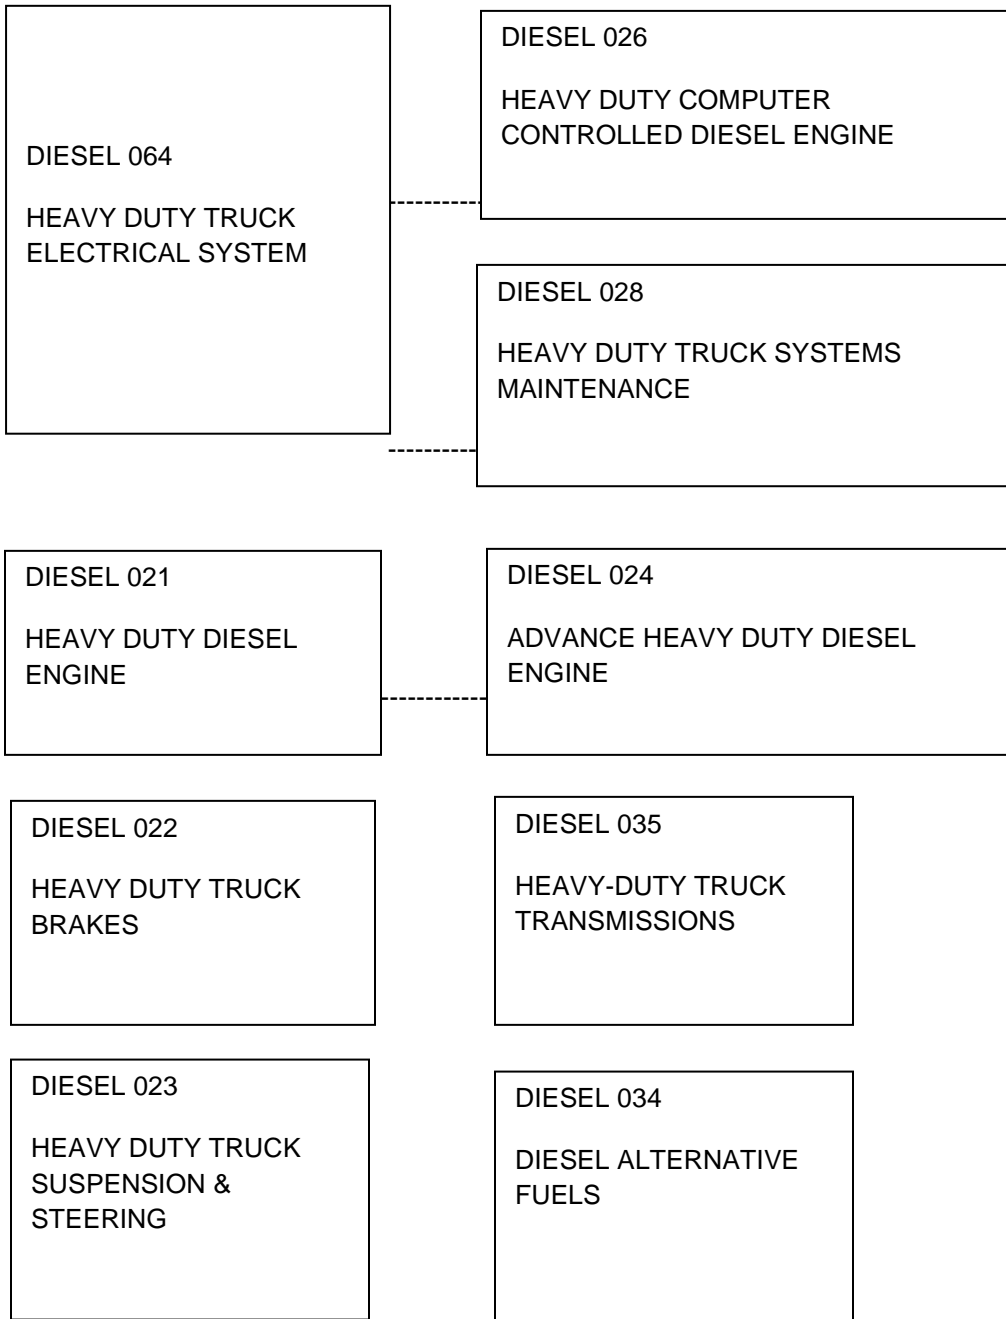 DIESEL 064
HEAVY DUTY TRUCK
ELECTRICAL SYSTEM
DIESEL 026
HEAVY DUTY COMPUTER
CONTROLLED DIESEL ENGINE
DIESEL 028
HEAVY DUTY TRUCK SYSTEMS
MAINTENANCE
DIESEL 021
HEAVY DUTY DIESEL
ENGINE
DIESEL 024
ADVANCE HEAVY DUTY DIESEL
ENGINE
DIESEL 022
HEAVY DUTY TRUCK
BRAKES
DIESEL 035
HEAVY-DUTY TRUCK
TRANSMISSIONS
DIESEL 023
HEAVY DUTY TRUCK
SUSPENSION &
STEERING
DIESEL 034
DIESEL ALTERNATIVE
FUELS